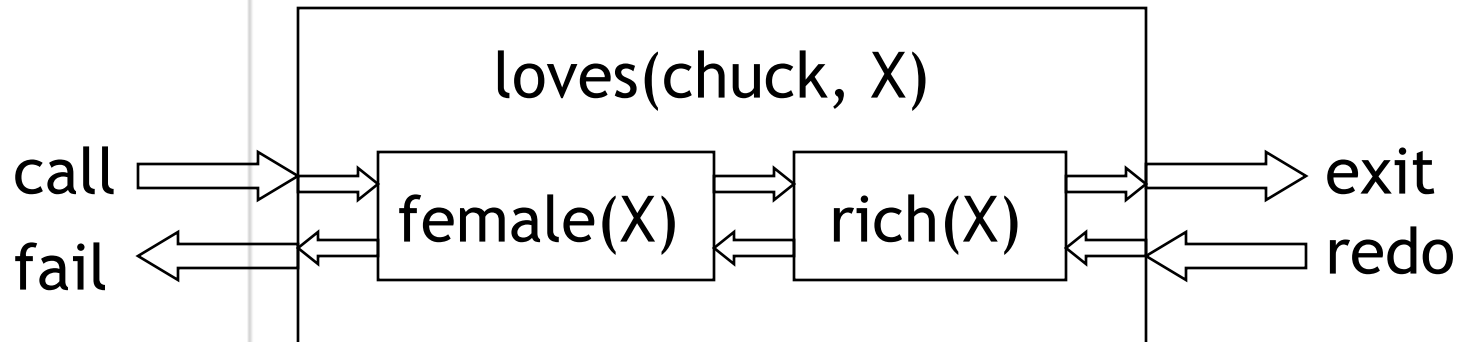 loves(chuck, X)
call
exit
female(X)
rich(X)
fail
redo